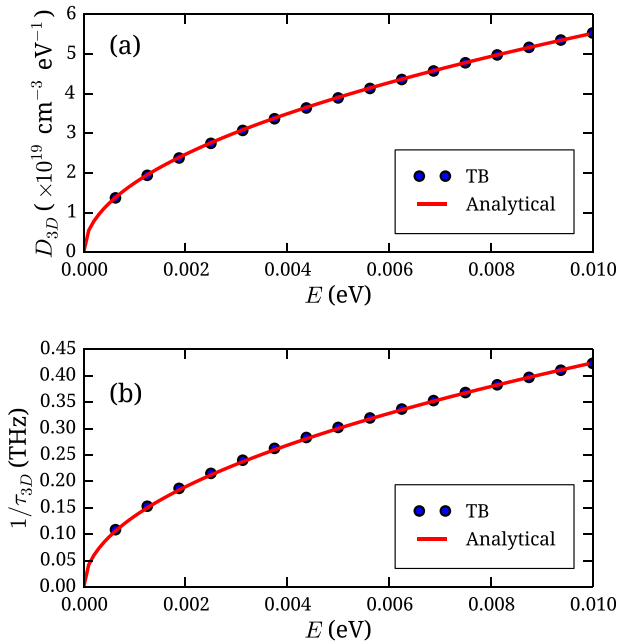 (a)
6
5
4
3
2
1
0
D3D (×10^19 cm^−3 eV^−1)
TB
Analytical
0.000 0.002 0.004 0.006 0.008 0.010
E (eV)
(b)
0.45
0.40
0.35
0.30
0.25
0.20
0.15
0.10
0.05
0.00
1/τ3D (THz)
TB
Analytical
0.000 0.002 0.004 0.006 0.008 0.010
E (eV)